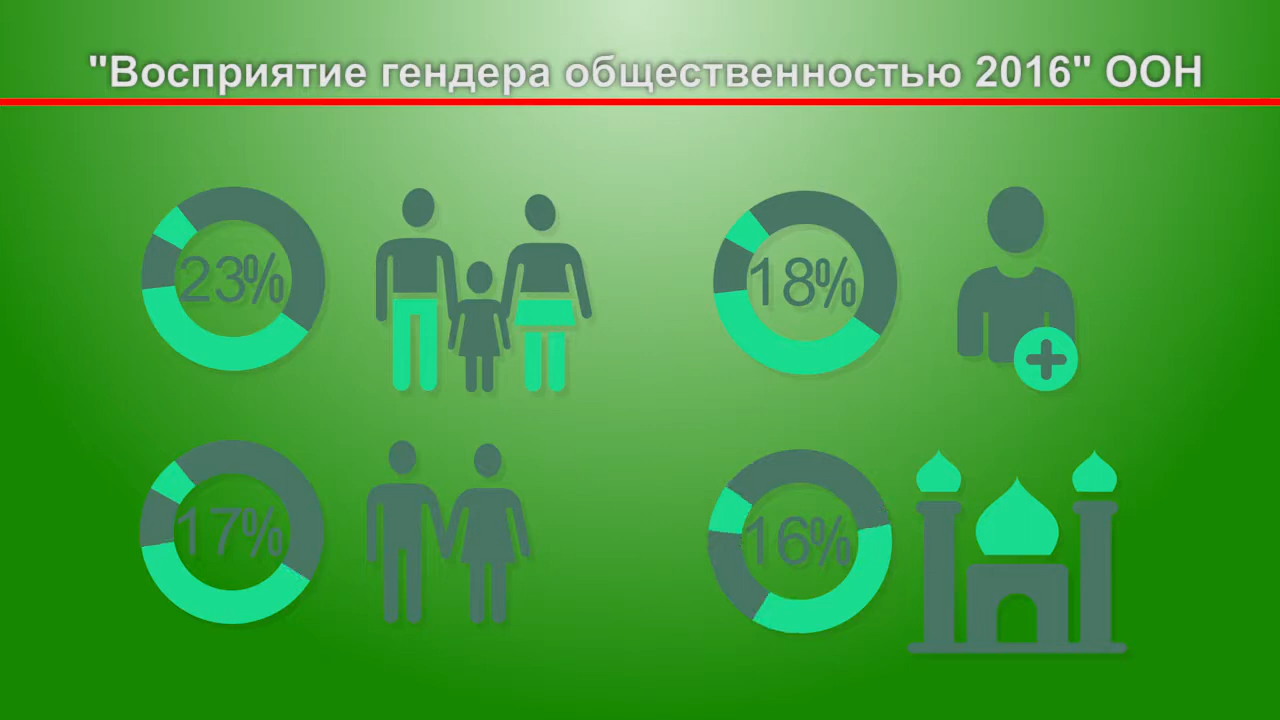 "Восприятие гендера общественностью 2016" ООН
23%
18%
17%
16%